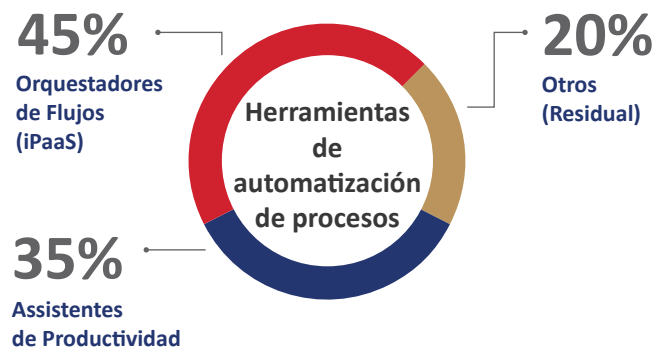 45%
Orquestadores
de Flujos
(iPaaS)
20%
Otros
(Residual)
Herramientas
de
automatización
de procesos
35%
Assistentes
de Productividad